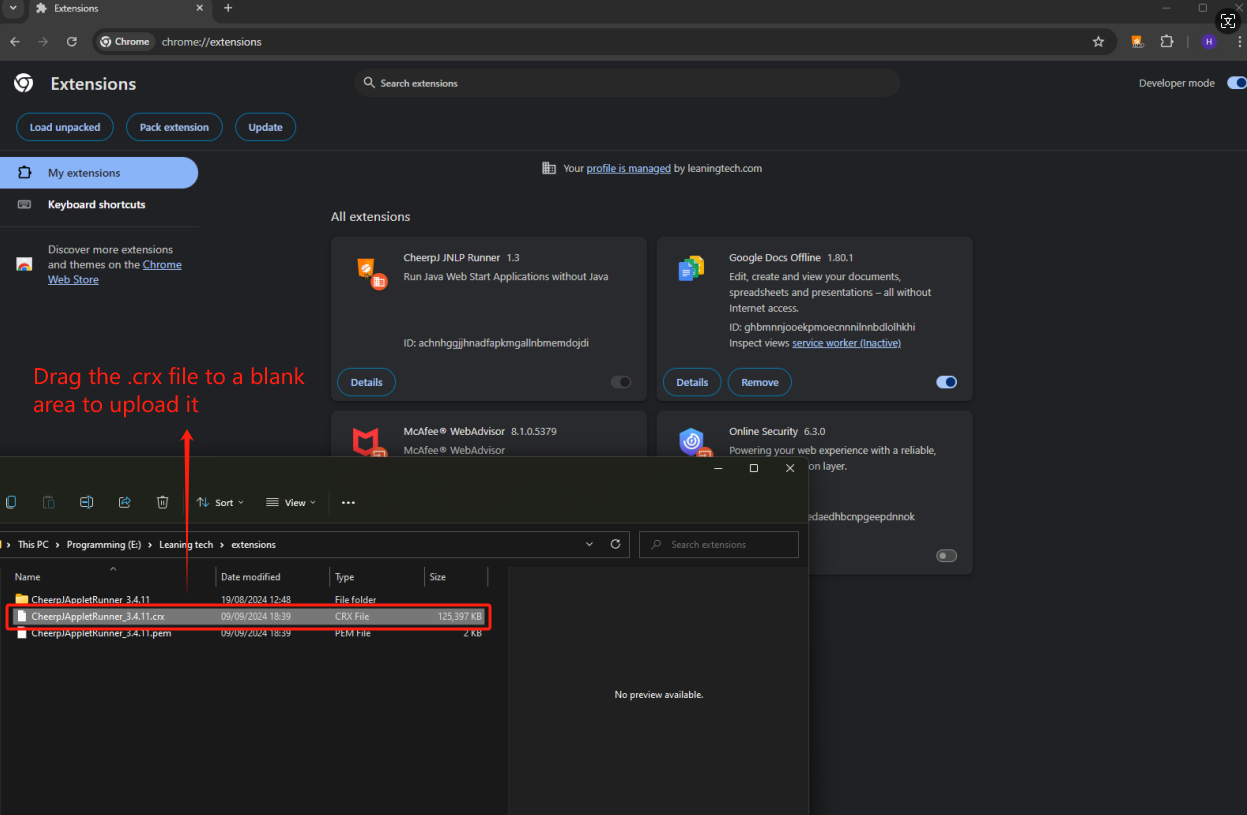 Extensions
Chrome
chrome://extensions
H
Extensions
Search extensions
Developer mode
Load unpacked
Pack extension
Update
My extensions
Keyboard shortcuts
Discover more extensions
and themes on the Chrome
Web Store
Your profile is managed by leaningtech.com
All extensions
CheerpJ JNLP Runner 1.3
Run Java Web Start Applications without Java
ID: achnhggjjhnadfapkmgallnbmemdojdi
Details
Google Docs Offline 1.80.1
Edit, create and view your documents,
spreadsheets and presentations – all without
Internet access.
ID: ghbmnnjooekpmoecnnnilnnbdlolhkhi
Inspect views service worker (Inactive)
Details
Remove
Drag the .crx file to a blank
area to upload it
McAfee® WebAdvisor 8.1.0.5379
McAfee® WebAdvisor
Online Security 6.3.0
Powering your web experience with a reliable,
on layer.
edaedhbcnpgeepdnnok
Sort
View
This PC > Programming (E:) > Leaning tech > extensions
Search extensions
Name Date modified Type Size
CheerpJAppletRunner_3.4.11 19/08/2024 12:48 File folder
CheerpJAppletRunner_3.4.11.crx 09/09/2024 18:39 CRX File 125,397 KB
CheerpJAppletRunner_3.4.11.pem 09/09/2024 18:39 PEM File 2 KB
No preview available.